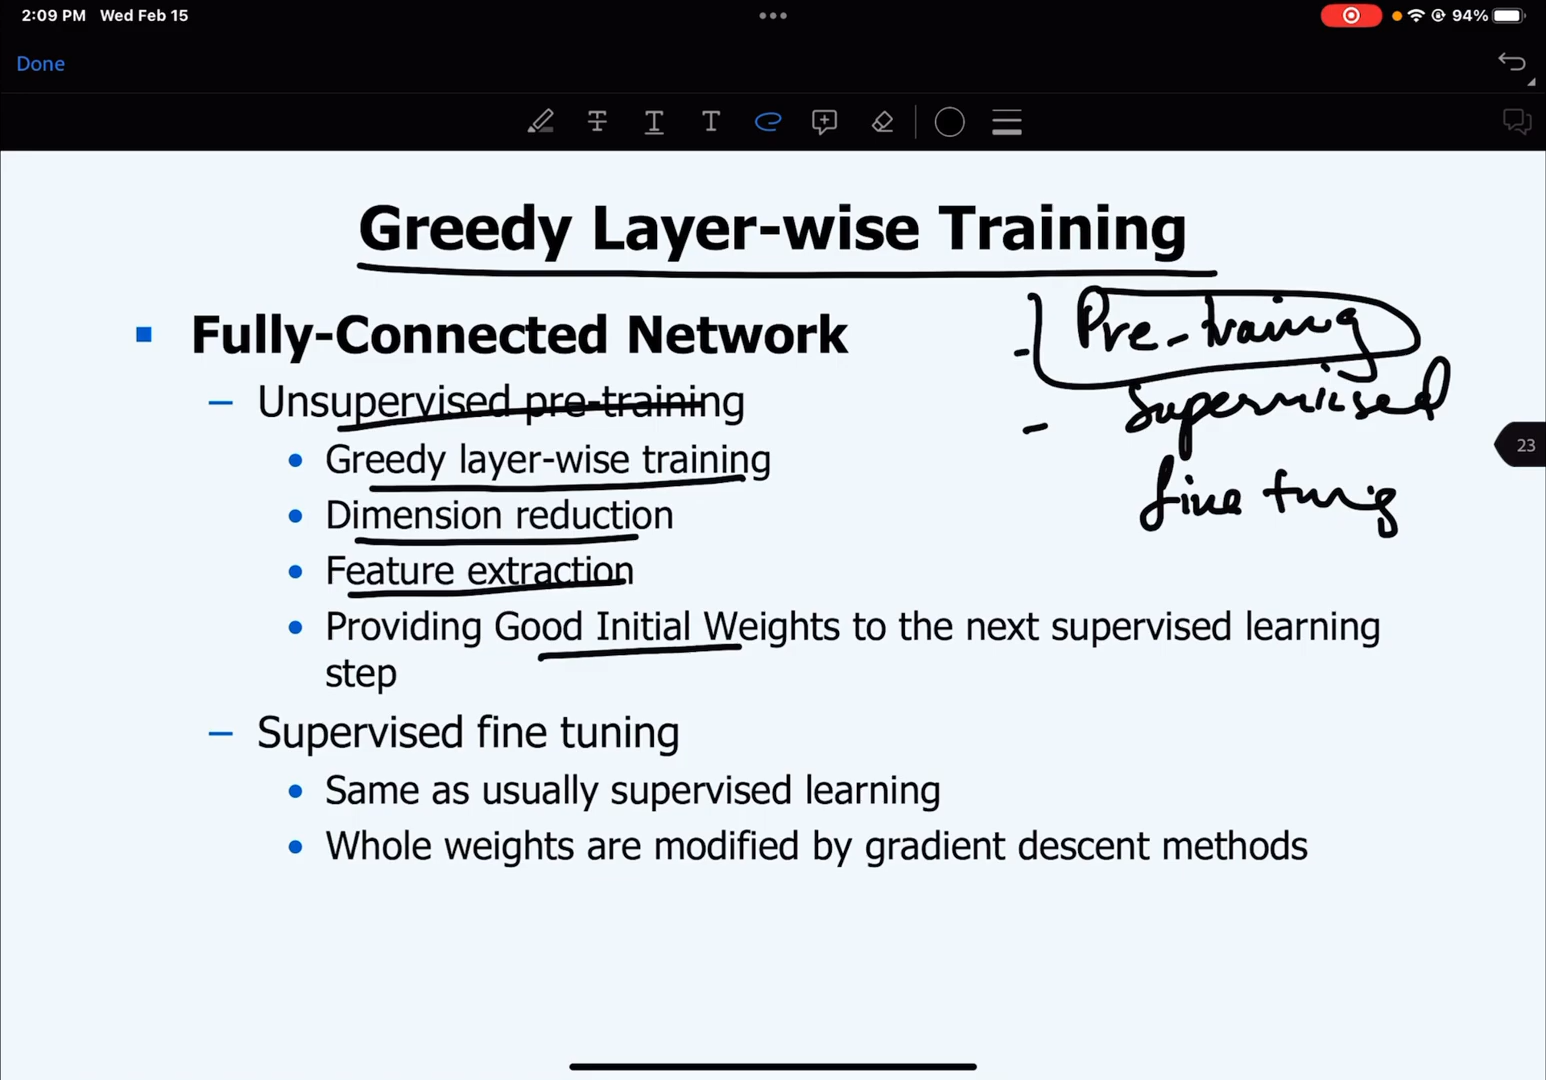 2:09 PM Wed Feb 15
94%
Done
Greedy Layer-wise Training
Fully-Connected Network
Pre-traing
– Unsupervised pre-training
- supervised
• Greedy layer-wise training
fine tunig
• Dimension reduction
• Feature extraction
• Providing Good Initial Weights to the next supervised learning
step
– Supervised fine tuning
• Same as usually supervised learning
• Whole weights are modified by gradient descent methods
23